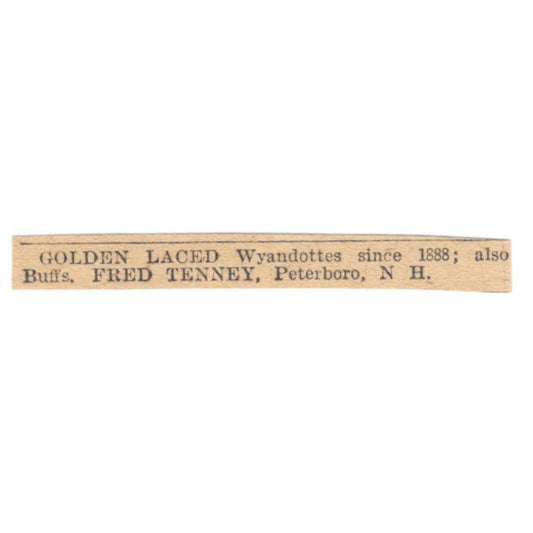 GOLDEN LACED Wyandottes since 1888; also
Buffs. FRED TENNEY, Peterboro, N H.